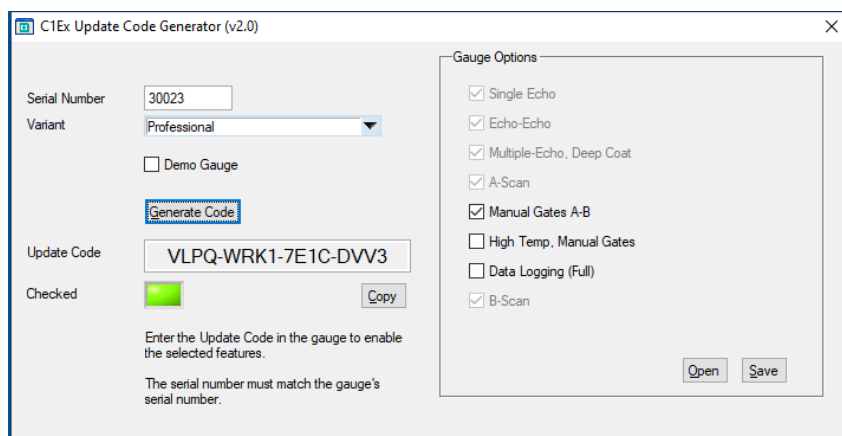 C1Ex Update Code Generator (v2.0)
Gauge Options
Serial Number 30023
Variant Professional
Demo Gauge
Generate Code
Update Code VLPQ-WRK1-7E1C-DVV3
Checked
Copy
Enter the Update Code in the gauge to enable
the selected features.
The serial number must match the gauge's
serial number.
Single Echo
Echo-Echo
Multiple-Echo, Deep Coat
A-Scan
Manual Gates A-B
High Temp, Manual Gates
Data Logging (Full)
B-Scan
Open Save